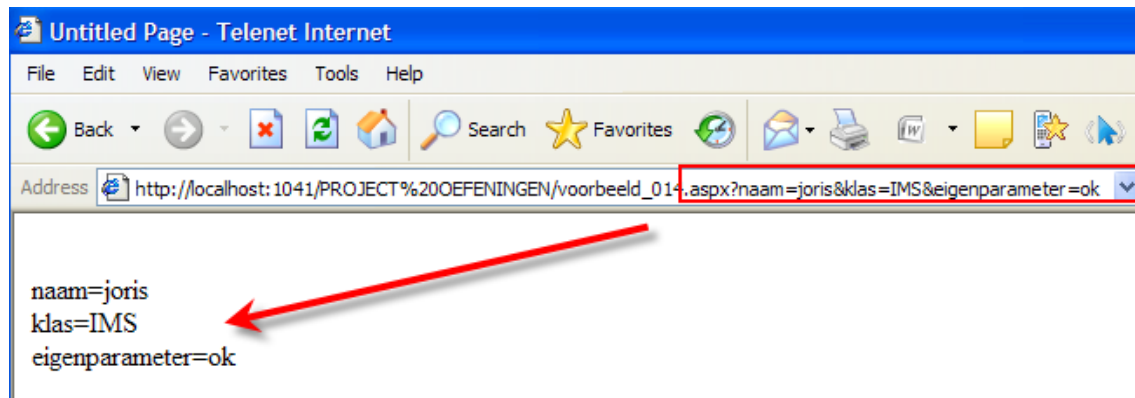 Untitled Page - Telenet Internet
File Edit View Favorites Tools Help
Back Search Favorites
Address http://localhost:1041/PROJECT%20OEFENINGEN/voorbeeld_014.aspx?naam=joris&klas=IMS&eigenparameter=ok
naam=joris
klas=IMS
eigenparameter=ok